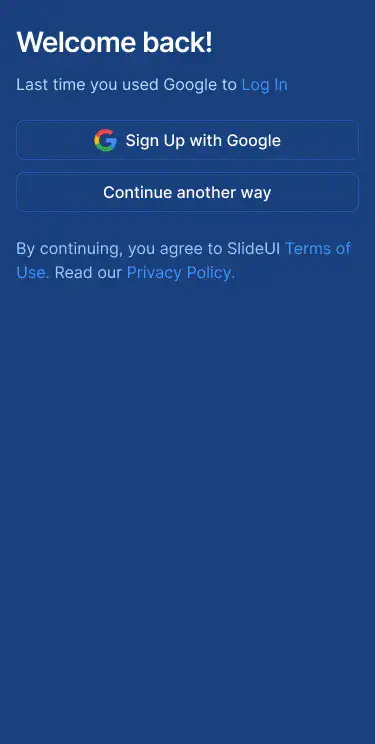 Welcome back!
Last time you used Google to Log In
Sign Up with Google
Continue another way
By continuing, you agree to SlideUI Terms of
Use. Read our Privacy Policy.